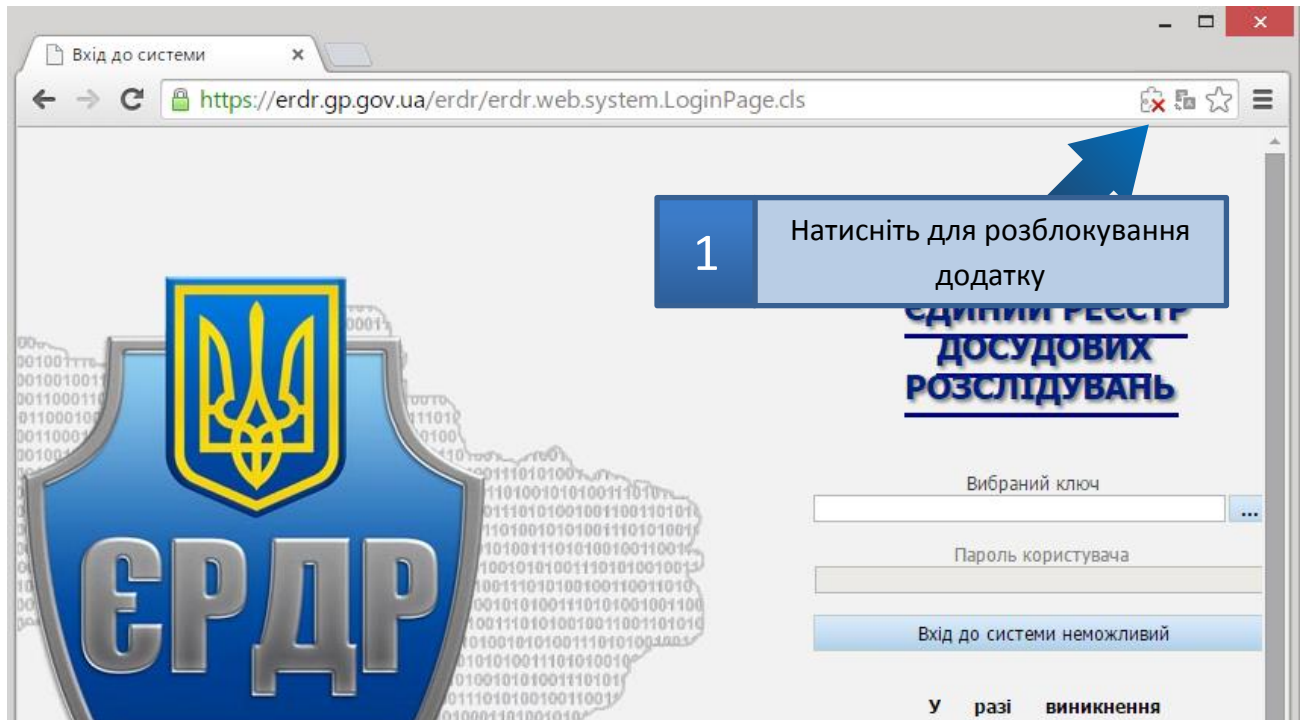 Вхід до системи
https://erdr.gp.gov.ua/erdr/erdr.web.system.LoginPage.cls
1
Натисніть для розблокування
додатку
ЄДИНИЙ РЕЄСТР
ДОСУДОВИХ
РОЗСЛІДУВАНЬ
ЄРДР
Вибраний ключ
...
Пароль користувача
Вхід до системи неможливий
У разі виникнення